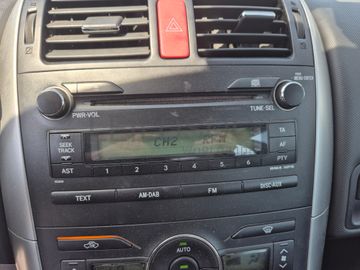 PWR•VOL
TUNE•SEL
CH2
SEEK
TRACK
TA
AF
AST
1 2 3 4 5 6
PTY
TEXT
AM•DAB
FM
DISC•AUX
AUTO